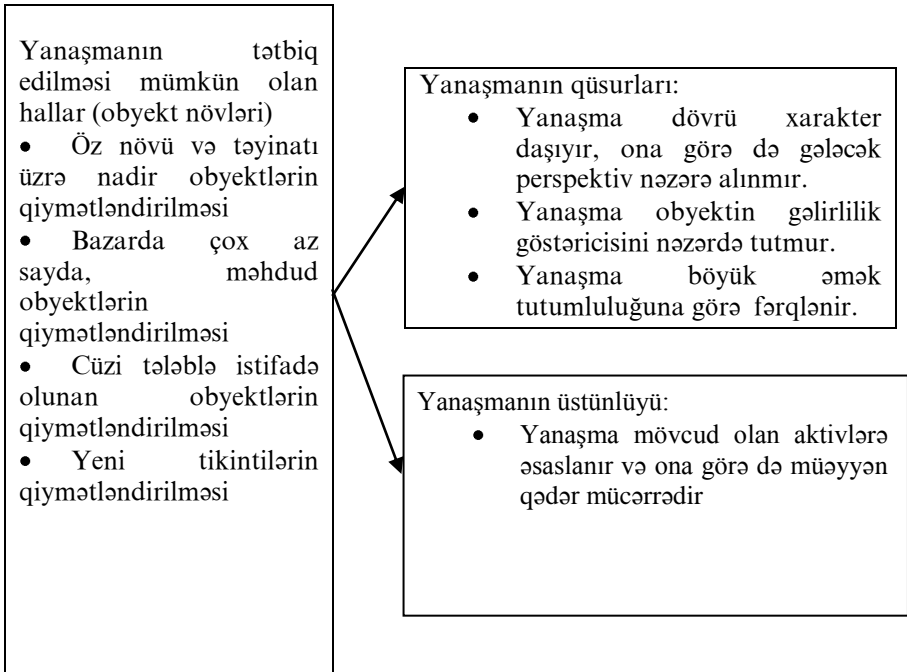 Yanaşmanın tətbiq
edilməsi mümkün olan
hallar (obyekt növləri)
• Öz növü və təyinatı
üzrə nadir obyektlərin
qiymətləndirilməsi
• Bazarda çox az
sayda, məhdud
obyektlərin
qiymətləndirilməsi
• Cüzi tələblə istifadə
olunan obyektlərin
qiymətləndirilməsi
• Yeni tikintilərin
qiymətləndirilməsi
Yanaşmanın qüsurları:
• Yanaşma dövrü xarakter
daşıyır, ona görə də gələcək
perspektiv nəzərə alınmır.
• Yanaşma obyektin gəlirlilik
göstəricisini nəzərdə tutmur.
• Yanaşma böyük əmək
tutumluluğuna görə fərqlənir.
Yanaşmanın üstünlüyü:
• Yanaşma mövcud olan aktivlərə
əsaslanır və ona görə də müəyyən
qədər mücərrədir